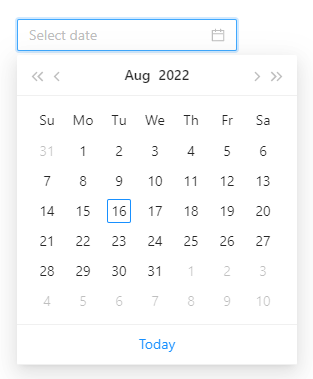 Select date
Aug 2022
Su Mo Tu We Th Fr Sa
31 1 2 3 4 5 6
7 8 9 10 11 12 13
14 15 16 17 18 19 20
21 22 23 24 25 26 27
28 29 30 31 1 2 3
4 5 6 7 8 9 10
Today